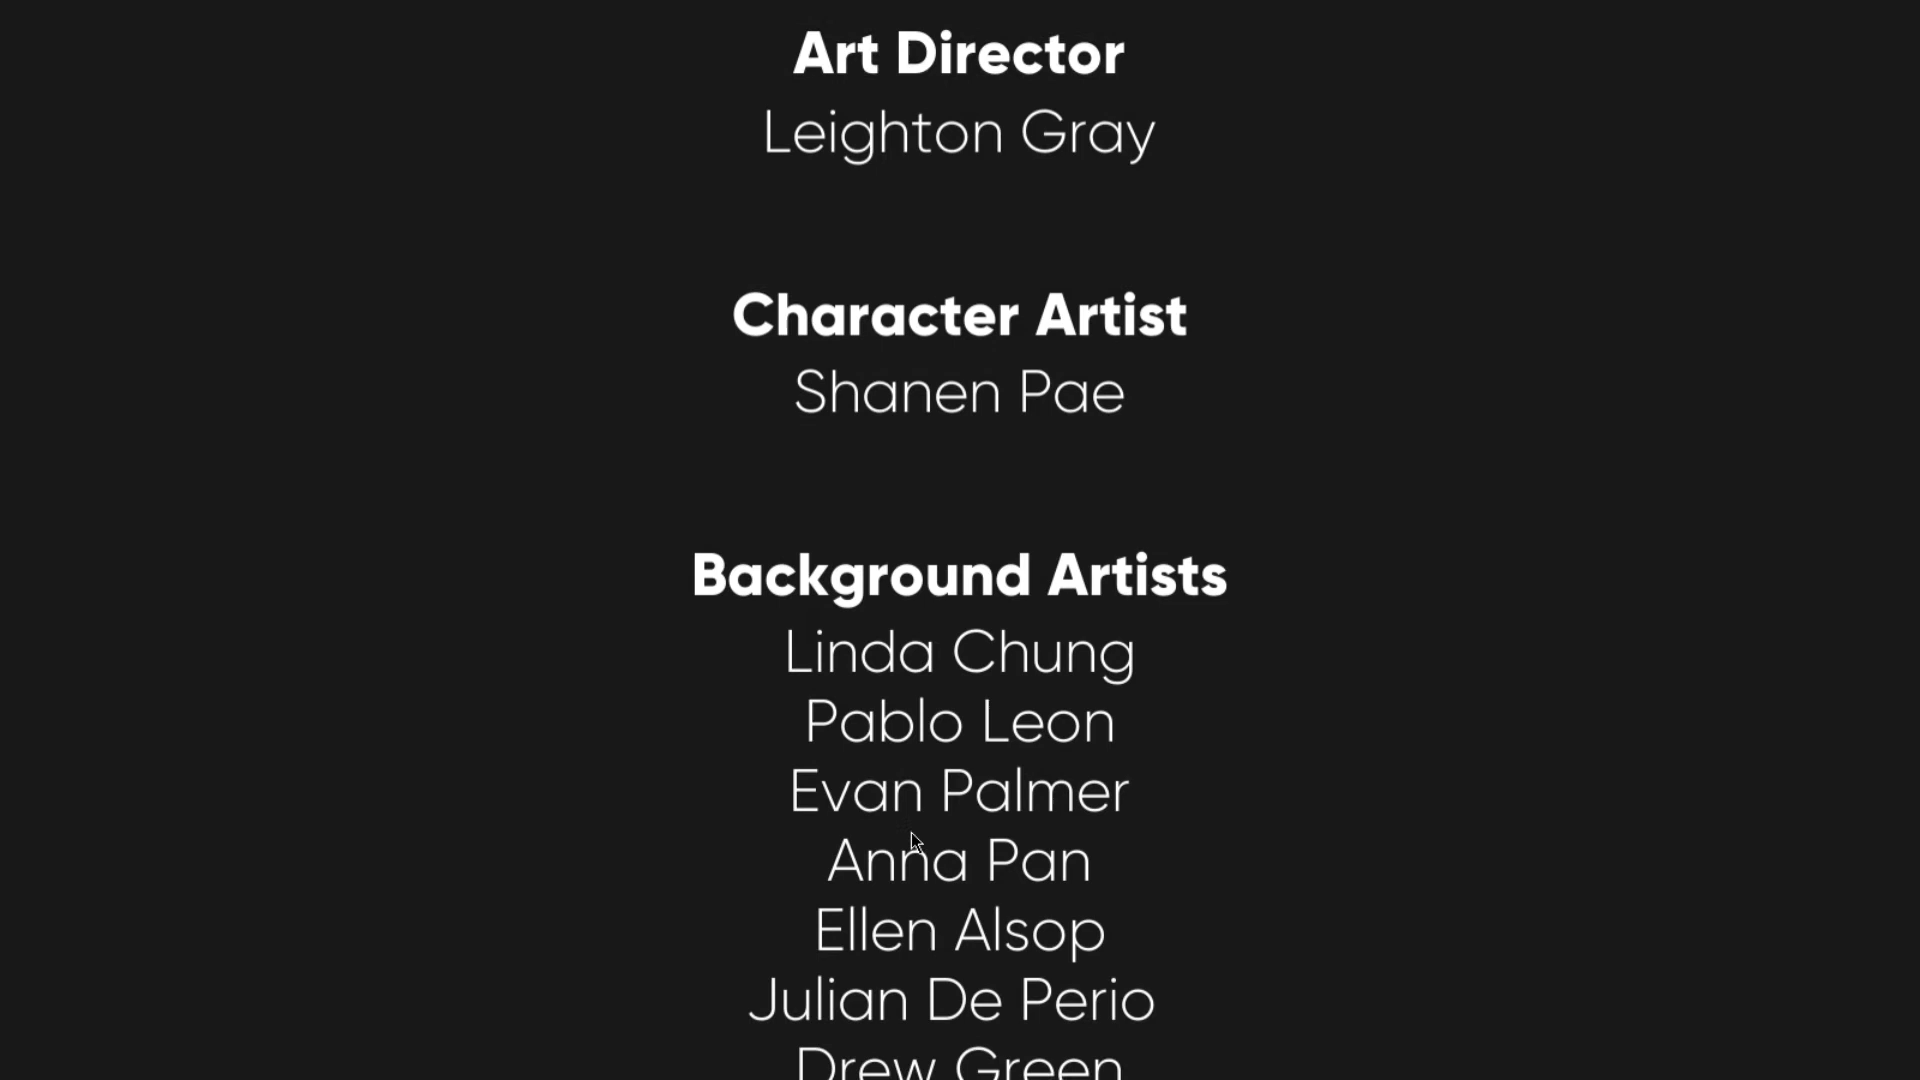 Art Director
Leighton Gray
Character Artist
Shanen Pae
Background Artists
Linda Chung
Pablo Leon
Evan Palmer
Anna Pan
Ellen Alsop
Julian De Perio
Drew Green